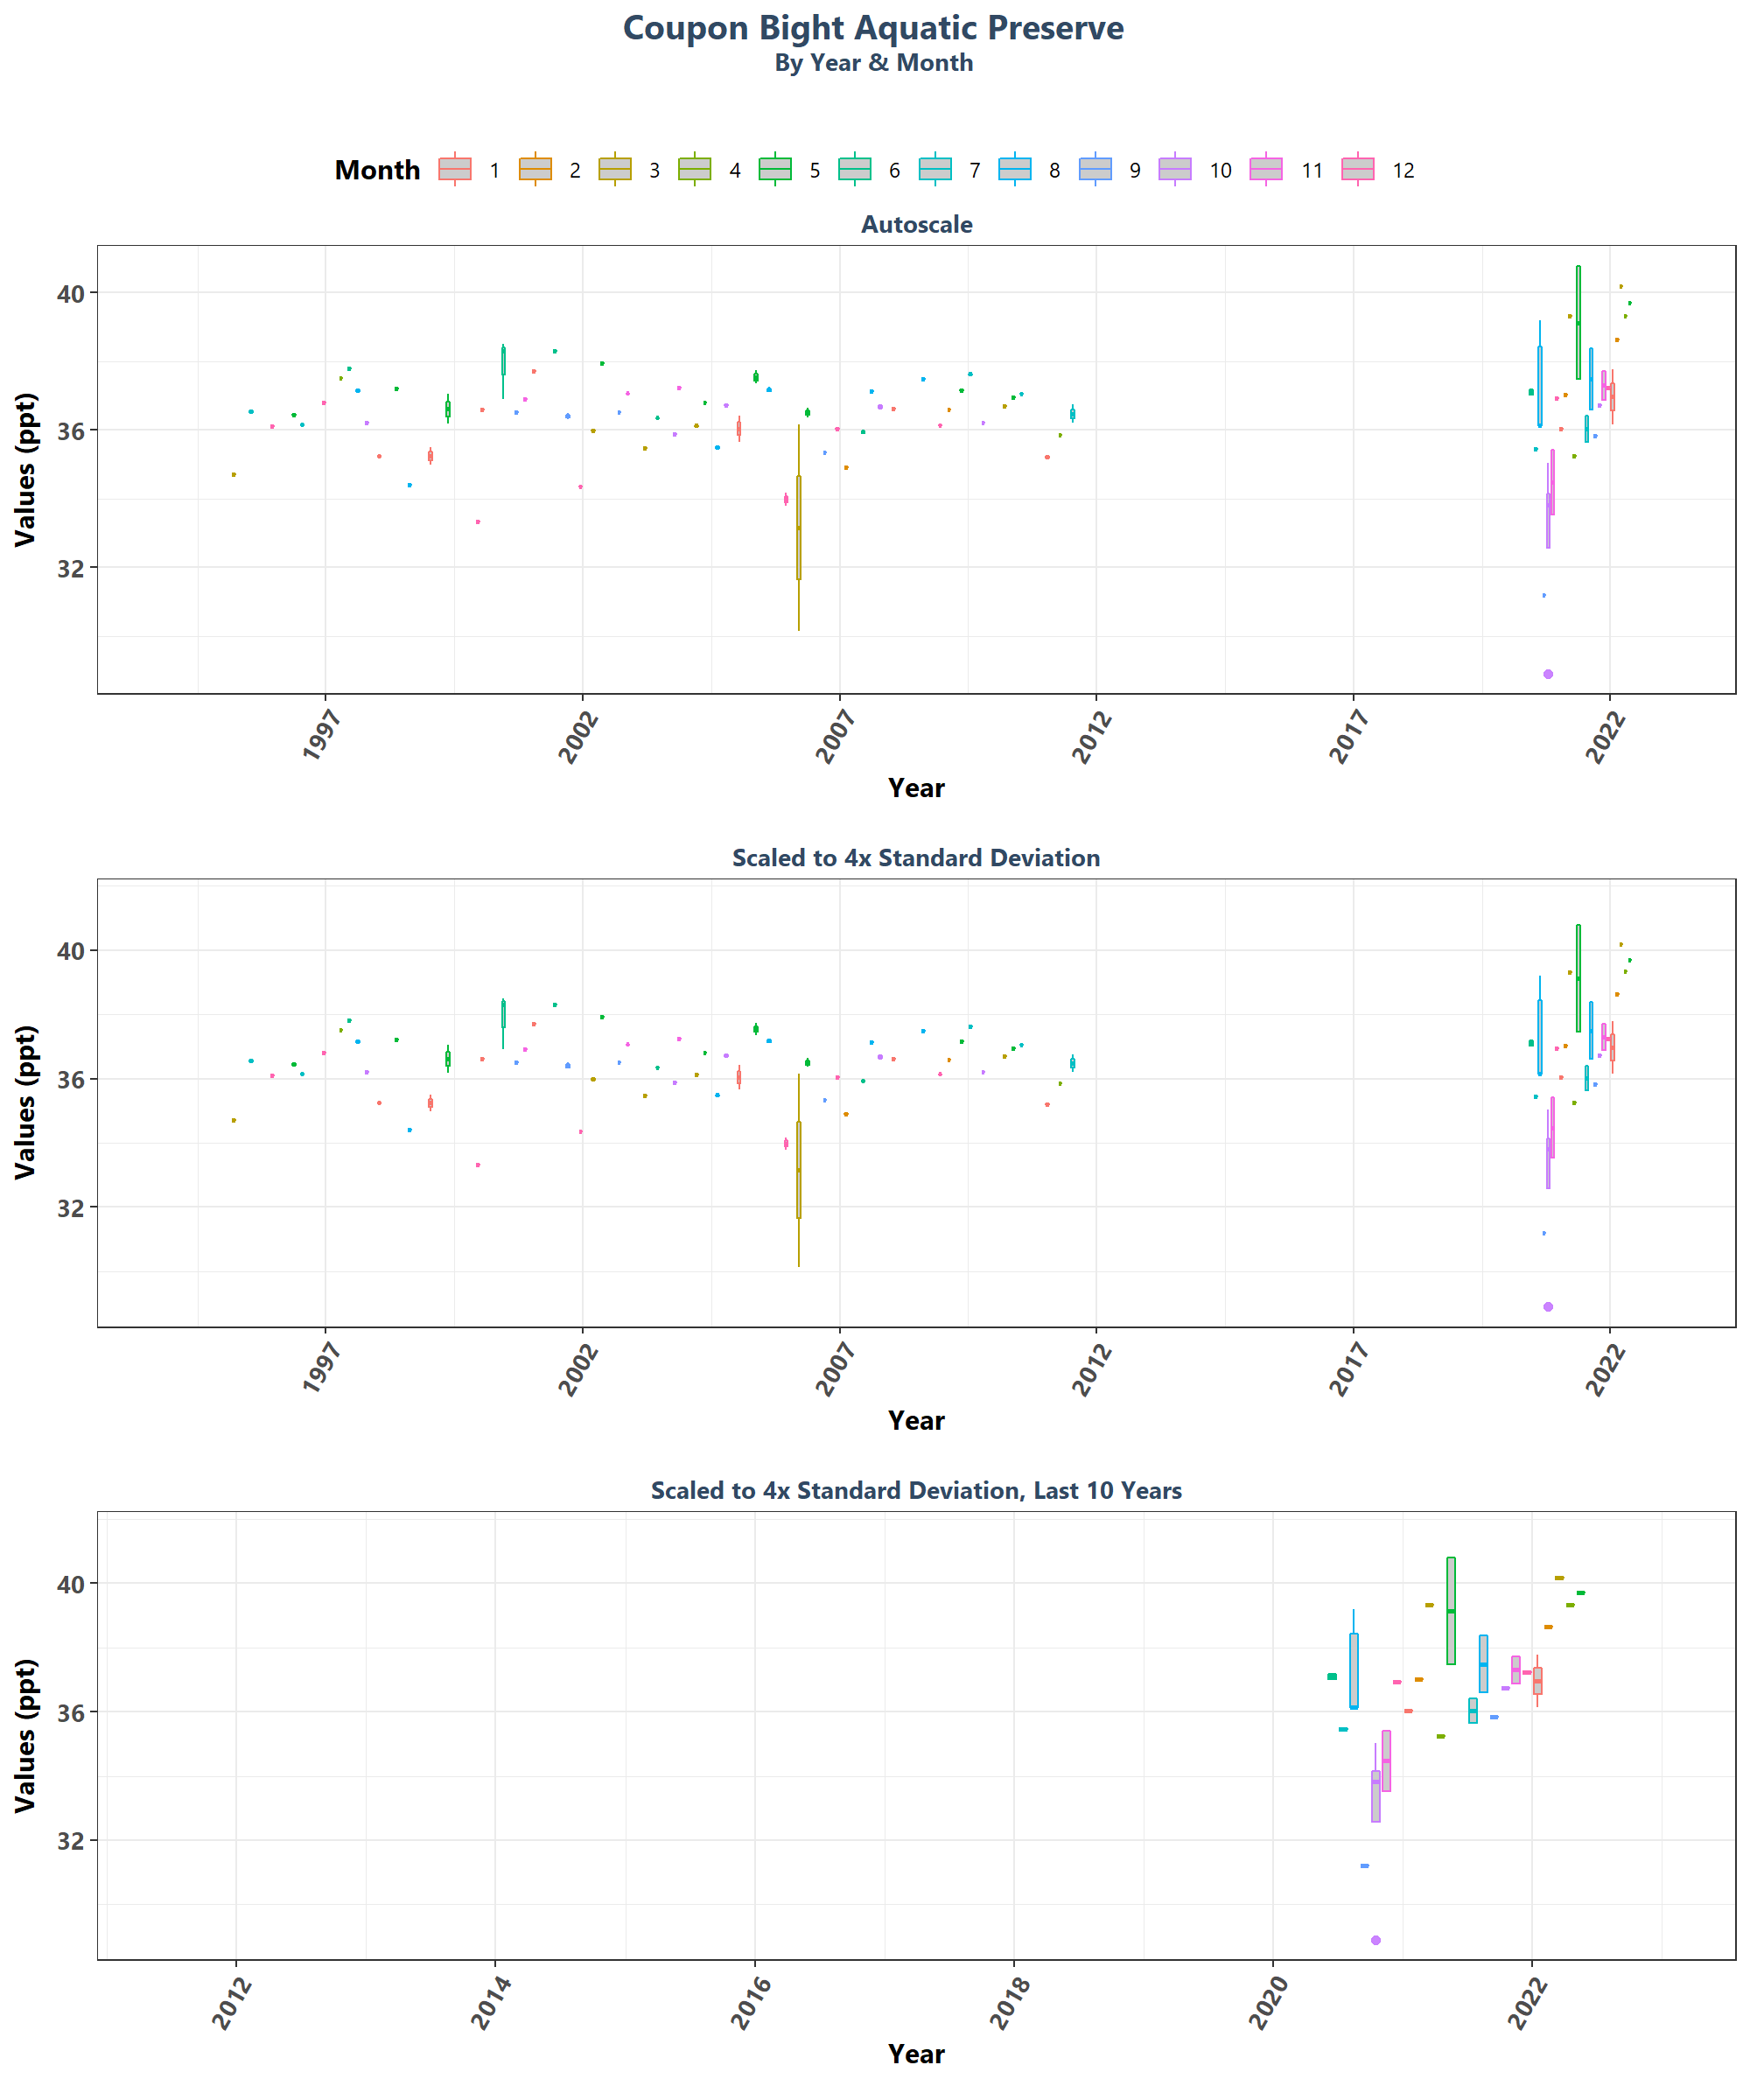 Coupon Bight Aquatic Preserve
By Year & Month
Month 1 2 3 4 5 6 7 8 9 10 11 12
Autoscale
Values (ppt)
40
36
32
1997 2002 2007 2012 2017 2022
Year
Scaled to 4x Standard Deviation
Values (ppt)
40
36
32
1997 2002 2007 2012 2017 2022
Year
Scaled to 4x Standard Deviation, Last 10 Years
Values (ppt)
40
36
32
2012 2014 2016 2018 2020 2022
Year